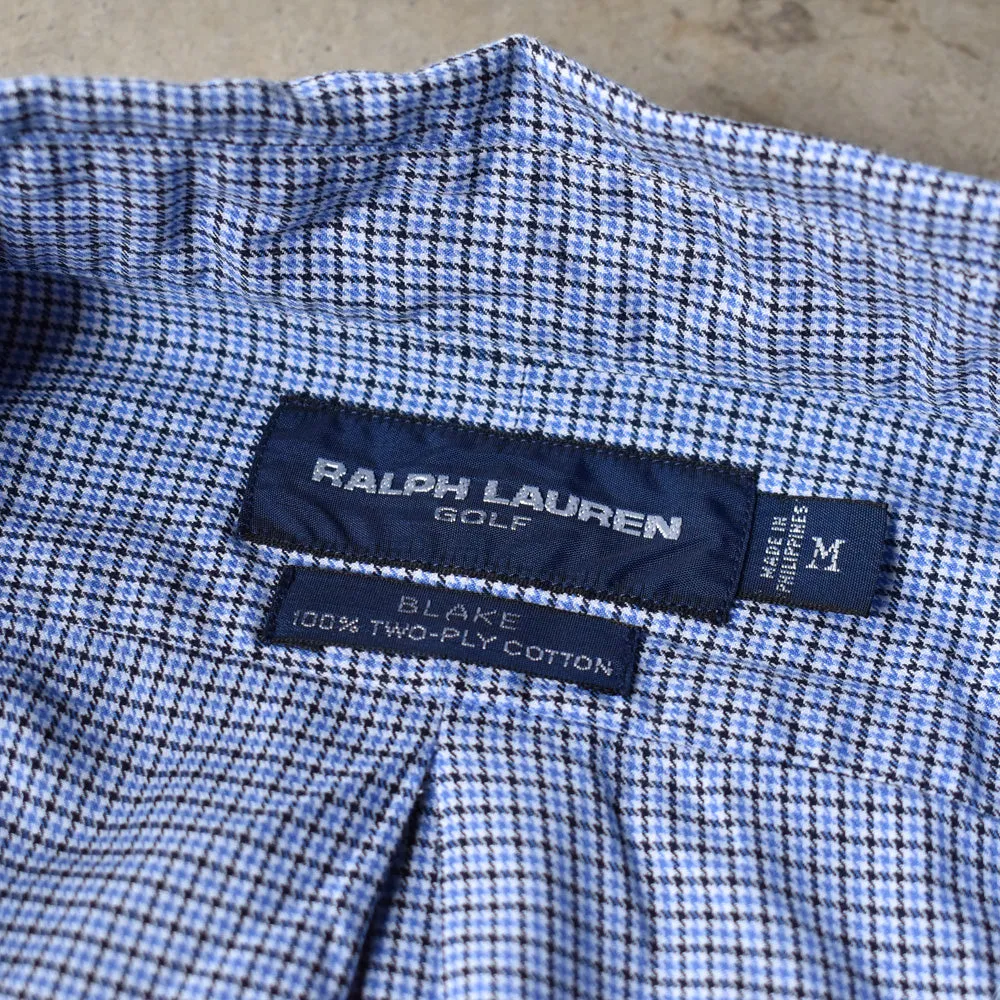 RALPH LAUREN
GOLF
MADE IN
PHILIPPINES
M
BLAKE
100% TWO-PLY COTTON